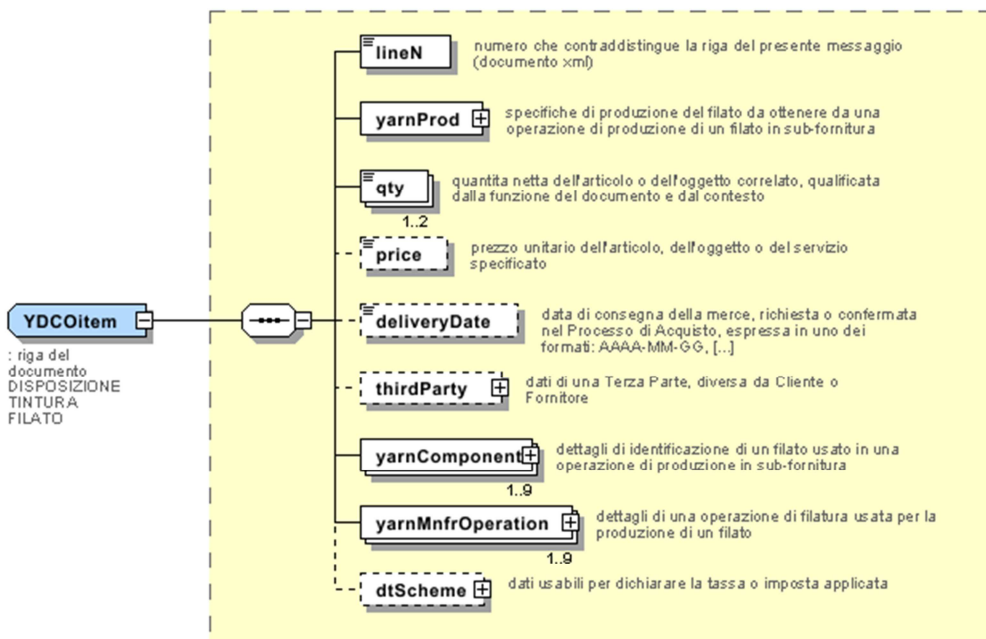 lineN
numero che contraddistingue la riga del presente messaggio
(documento xml)
yarnProd
specifiche di produzione del filato da ottenere da una
operazione di produzione di un filato in sub-fornitura
qty
quantita netta dell'articolo o dell'oggetto correlato, qualificata
dalla funzione del documento e dal contesto
1..2
price
prezzo unitario dell'articolo, dell'oggetto o del servizio
specificato
YDCOitem
: riga del
documento
DISPOSIZIONE
TINTURA
FILATO
deliveryDate
data di consegna della merce, richiesta o confermata
nel Processo di Acquisto, espressa in uno dei
formati: AAAA-MM-GG, [...]
thirdParty
dati di una Terza Parte, diversa da Cliente o
Fornitore
yarnComponent
dettagli di identificazione di un filato usato in una
operazione di produzione in sub-fornitura
1..9
yarnMnfrOperation
dettagli di una operazione di filatura usata per la
produzione di un filato
1..9
dtScheme
dati usabili per dichiarare la tassa o imposta applicata